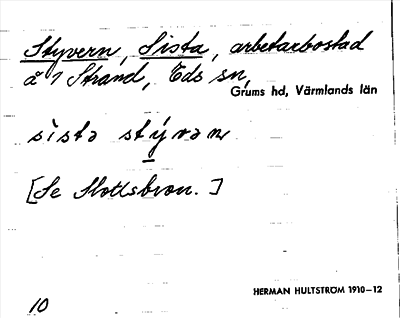 Styvern, Sista, arbetarbostad
å 1 Strand, Eds sn,
Grums hd, Värmlands län
sista stývan
[Se Slottsbron.]
HERMAN HULTSTRÖM 1910–12
10